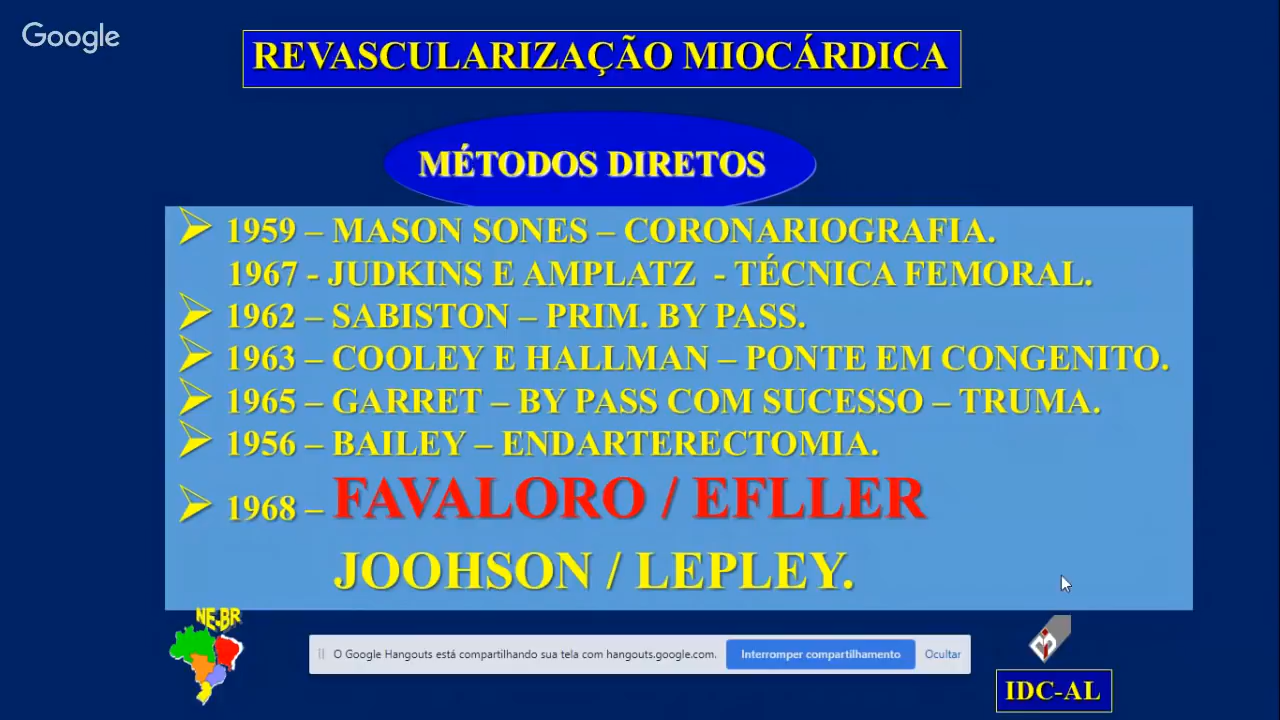 Google
REVASCULARIZAÇÃO MIOCÁRDICA
MÉTODOS DIRETOS
1959 – MASON SONES – CORONARIOGRAFIA.
1967 - JUDKINS E AMPLATZ - TÉCNICA FEMORAL.
1962 – SABISTON – PRIM. BY PASS.
1963 – COOLEY E HALLMAN – PONTE EM CONGENITO.
1965 – GARRET – BY PASS COM SUCESSO – TRUMA.
1956 – BAILEY – ENDARTERECTOMIA.
1968 – FAVALORO / EFLLER
JOOHSON / LEPLEY.
NE-BR
O Google Hangouts está compartilhando sua tela com hangouts.google.com. Interromper compartilhamento Ocultar
IDC-AL